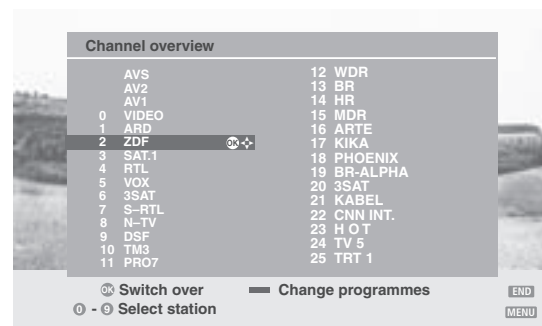 Channel overview
AVS
AV2
AV1
0 VIDEO
1 ARD
2 ZDF OK
3 SAT.1
4 RTL
5 VOX
6 3SAT
7 S–RTL
8 N–TV
9 DSF
10 TM3
11 PRO7
12 WDR
13 BR
14 HR
15 MDR
16 ARTE
17 KIKA
18 PHOENIX
19 BR-ALPHA
20 3SAT
21 KABEL
22 CNN INT.
23 H O T
24 TV 5
25 TRT 1
OK Switch over
Change programmes
0 - 9 Select station
END
MENU